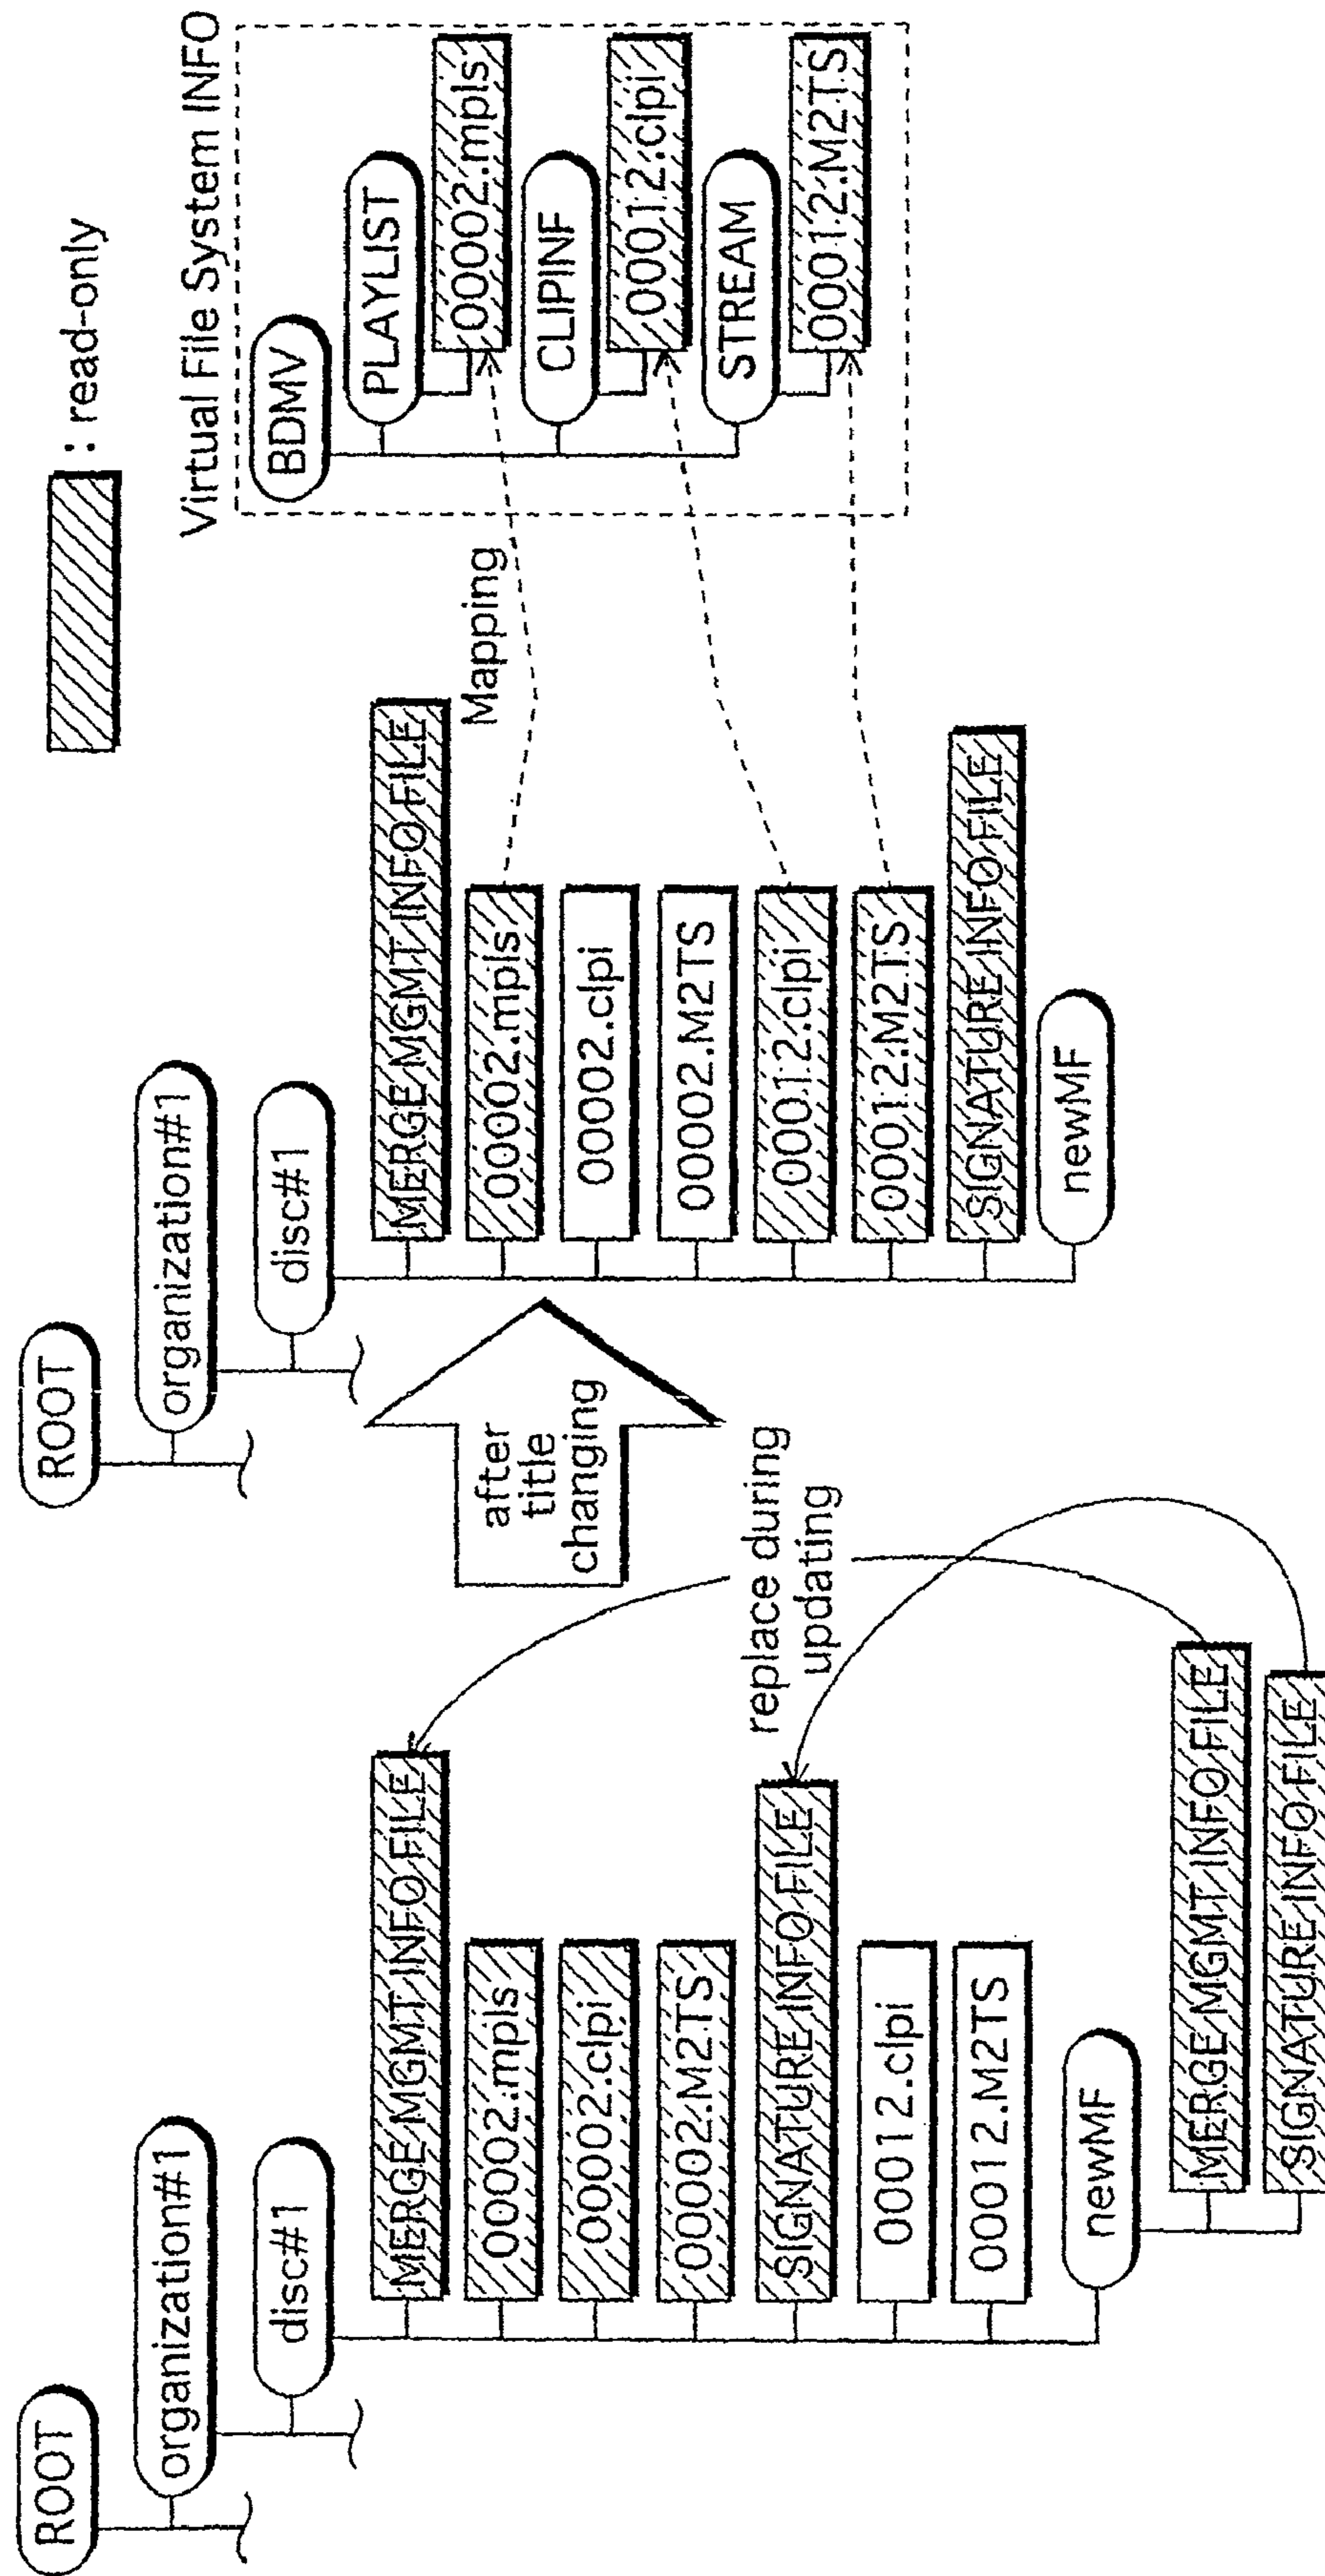 : read-only
ROOT
organization#1
disc#1
MERGE MGMT INFO FILE
00002.mpls
00002.clpi
00002.M2TS
SIGNATURE INFO FILE
00012.clpi
00012.M2TS
newMF
MERGE MGMT INFO FILE
SIGNATURE INFO FILE
replace during
updating
after
title
changing
ROOT
organization#1
disc#1
MERGE MGMT INFO FILE
00002.mpls
00002.clpi
00002.M2TS
00012.clpi
00012.M2TS
SIGNATURE INFO FILE
newMF
Mapping
Virtual File System INFO
BDMV
PLAYLIST
00002.mpls
CLIPINF
00012.clpi
STREAM
00012.M2TS